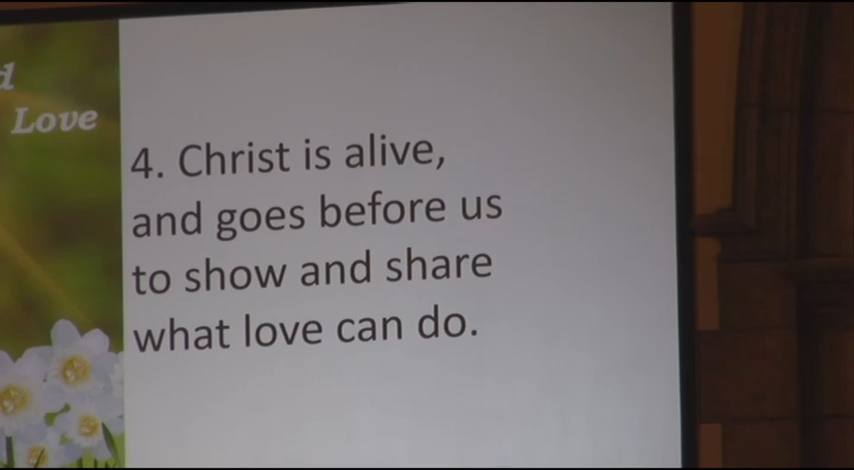 Love
4. Christ is alive,
and goes before us
to show and share
what love can do.